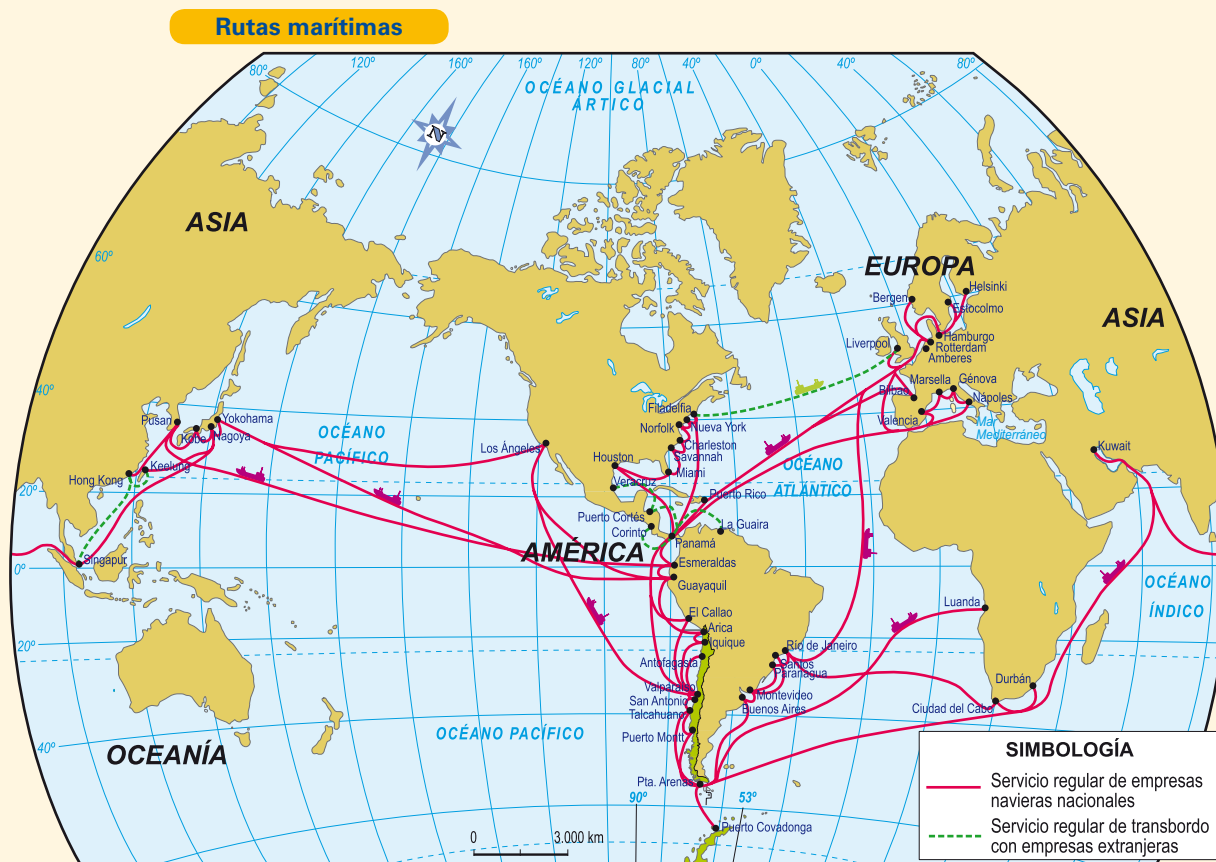 Rutas marítimas
80º
120º
160º
160º
120º
80º
40º
0º
40º
80º
OCÉANO GLACIAL
ÁRTICO
N
ASIA
60º
EUROPA
Helsinki
Bergen
Estocolmo
ASIA
Hamburgo
Liverpool
Rotterdam
Amberes
Marsella
Génova
40º
Bilbao
Nápoles
Filadelfia
Valencia
Pusan
Yokohama
Nueva York
Mar
Mediterráneo
Kobe
Nagoya
Norfolk
OCÉANO
PACÍFICO
Los Ángeles
Charleston
Savannah
Kuwait
Houston
Keelung
Miami
OCÉANO
ATLÁNTICO
Hong Kong
Veracruz
20º
Puerto Rico
Puerto Cortés
La Guaira
Corinto
Panamá
AMÉRICA
Singapur
Esmeraldas
0º
Guayaquil
OCÉANO
ÍNDICO
Luanda
El Callao
Arica
Iquique
20º
Río de Janeiro
Antofagasta
Santos
Paranagua
Durbán
Valparaíso
Montevideo
San Antonio
Buenos Aires
Ciudad del Cabo
Talcahuano
OCÉANO PACÍFICO
Puerto Montt
40º
OCEANÍA
Pta. Arenas
90º
53º
Puerto Covadonga
0
3.000 km
SIMBOLOGÍA
Servicio regular de empresas
navieras nacionales
Servicio regular de transbordo
con empresas extranjeras